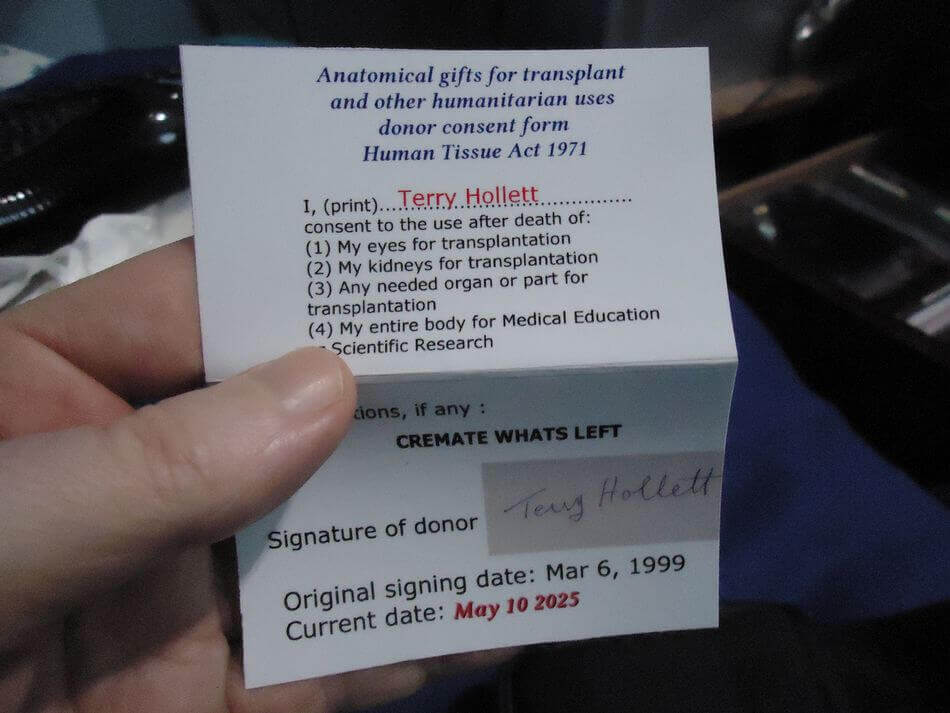 Anatomical gifts for transplant
and other humanitarian uses
donor consent form
Human Tissue Act 1971
I, (print)....Terry Hollett....................
consent to the use after death of:
(1) My eyes for transplantation
(2) My kidneys for transplantation
(3) Any needed organ or part for
transplantation
(4) My entire body for Medical Education
Scientific Research
if any :
CREMATE WHATS LEFT
Signature of donor Terry Hollett
Original signing date: Mar 6, 1999
Current date: May 10 2025